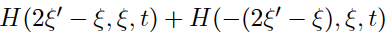 H(2ξ′ − ξ, ξ, t) + H(−(2ξ′ − ξ), ξ, t)